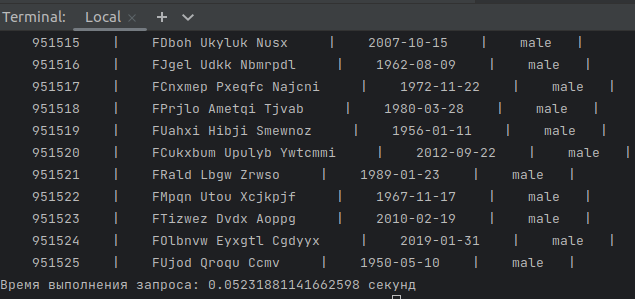 Terminal: Local × +
951515 | FDboh Ukyluk Nusx | 2007-10-15 | male |
951516 | FJgel Udkk Nbmrpdl | 1962-08-09 | male |
951517 | FCnxmep Pxeqfc Najcni | 1972-11-22 | male |
951518 | FPrjlo Ametqi Tjvab | 1980-03-28 | male |
951519 | FUahxi Hibji Smewnoz | 1956-01-11 | male |
951520 | FCukxbum Upulyb Ywtcmmi | 2012-09-22 | male |
951521 | FRald Lbgw Zrwso | 1989-01-23 | male |
951522 | FMpqn Utou Xcjkpjf | 1967-11-17 | male |
951523 | FTizwez Dvdx Aoppg | 2010-02-19 | male |
951524 | FOlbnvw Eyxgtl Cgdyyx | 2019-01-31 | male |
951525 | FUjod Qroqu Ccmv | 1950-05-10 | male |
Время выполнения запроса: 0.05231881141662598 секунд